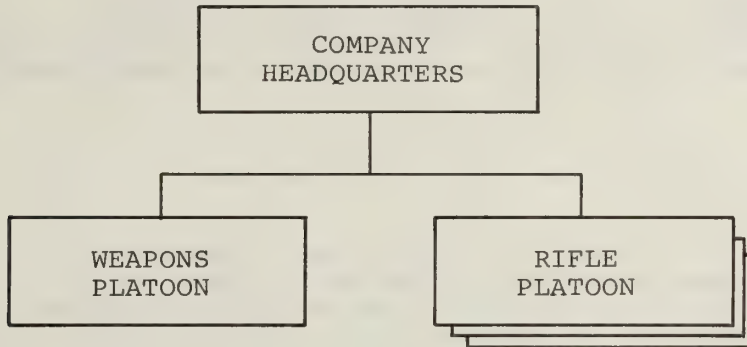 COMPANY
HEADQUARTERS
WEAPONS
PLATOON
RIFLE
PLATOON